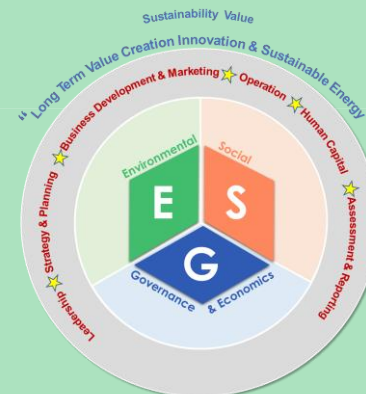 Sustainability Value
“ Long Term Value Creation Innovation & Sustainable Energy
Leadership
Strategy & Planning
Business Development & Marketing
Operation
Human Capital
Assessment & Reporting
Environmental
Social
E
S
G
Governance & Economics